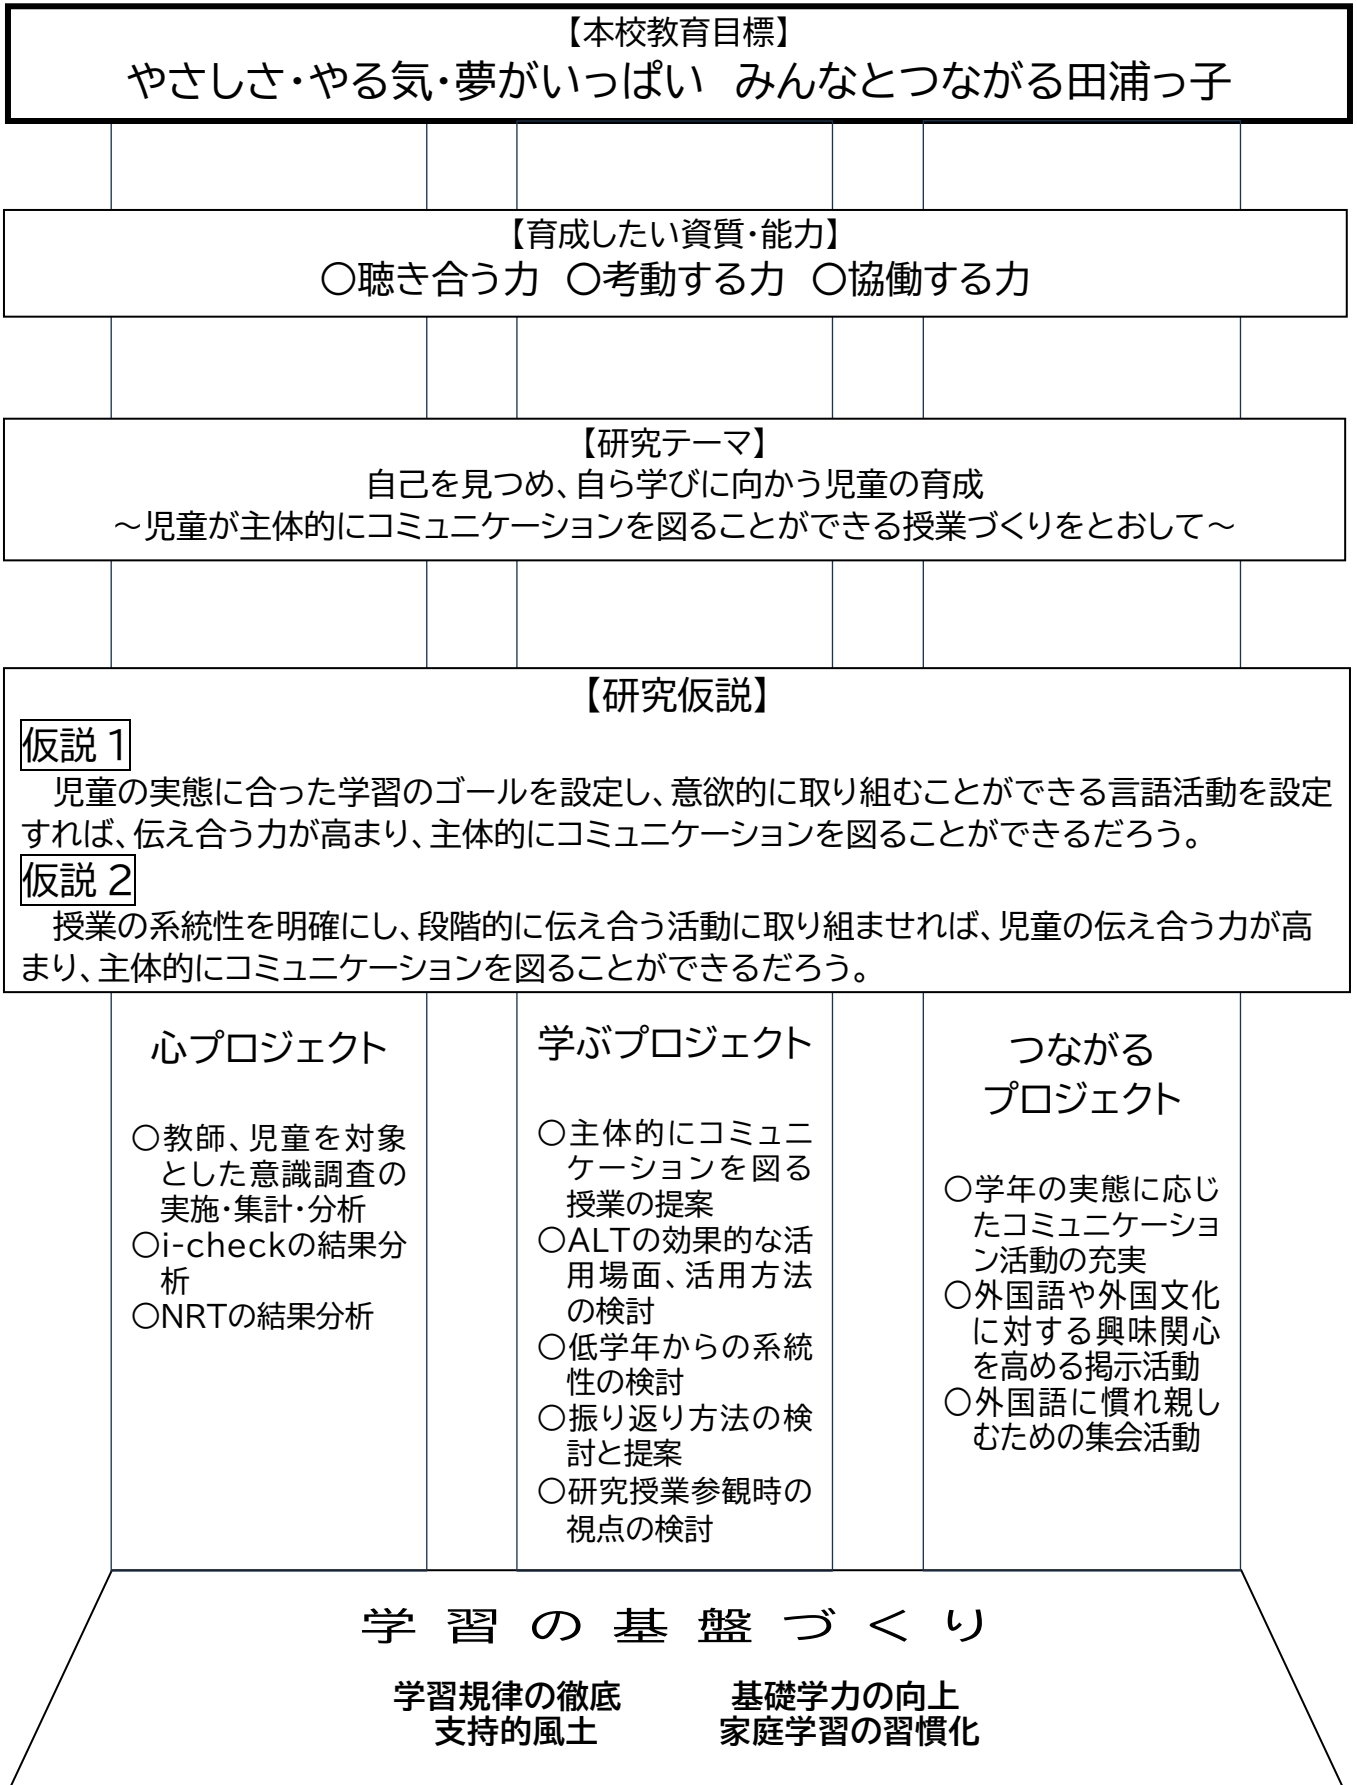 【本校教育目標】
やさしさ・やる気・夢がいっぱい　みんなとつながる田浦っ子
【育成したい資質・能力】
〇聴き合う力　〇考動する力　〇協働する力
【研究テーマ】
自己を見つめ、自ら学びに向かう児童の育成
～児童が主体的にコミュニケーションを図ることができる授業づくりをとおして～
【研究仮説】
仮説１
児童の実態に合った学習のゴールを設定し、意欲的に取り組むことができる言語活動を設定
すれば、伝え合う力が高まり、主体的にコミュニケーションを図ることができるだろう。
仮説２
授業の系統性を明確にし、段階的に伝え合う活動に取り組ませれば、児童の伝え合う力が高
まり、主体的にコミュニケーションを図ることができるだろう。
心プロジェクト
〇教師、児童を対象
とした意識調査の
実施・集計・分析
〇i-checkの結果分
析
〇NRTの結果分析
学ぶプロジェクト
〇主体的にコミュニ
ケーションを図る
授業の提案
〇ALTの効果的な活
用場面、活用方法
の検討
〇低学年からの系統
性の検討
〇振り返り方法の検
討と提案
〇研究授業参観時の
視点の検討
つながる
プロジェクト
〇学年の実態に応じ
たコミュニケーショ
ン活動の充実
〇外国語や外国文化
に対する興味関心
を高める掲示活動
〇外国語に慣れ親し
むための集会活動
学習の基盤づくり
学習規律の徹底　基礎学力の向上
支持的風土　家庭学習の習慣化